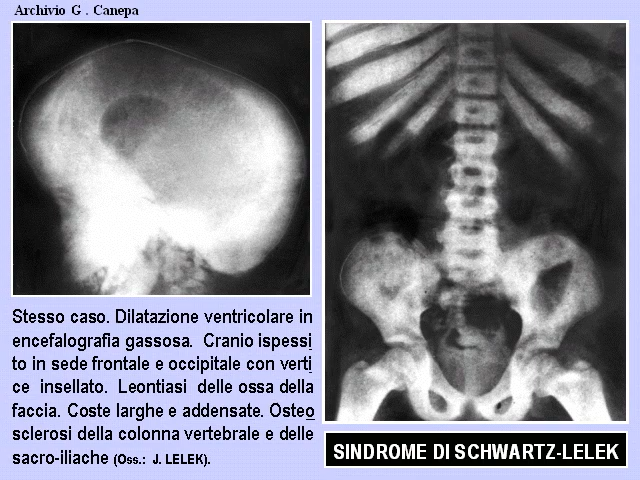 Archivio G . Canepa
Stesso caso. Dilatazione ventricolare in
encefalografia gassosa. Cranio ispessi
to in sede frontale e occipitale con verti
ce insellato. Leontiasi delle ossa della
faccia. Coste larghe e addensate. Osteo
sclerosi della colonna vertebrale e delle
sacro-iliache (Oss.: J. LELEK).
SINDROME DI SCHWARTZ-LELEK